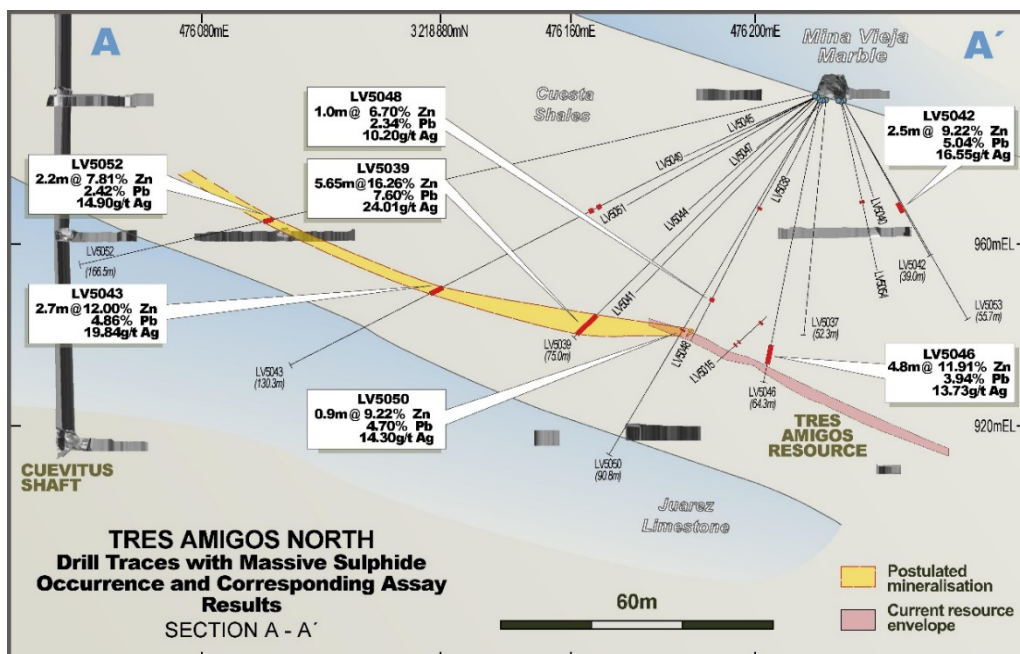 476 080mE
3 218 880mN
476 160mE
476 200mE
A
A´
Mina Vieja
Marble
Cuesta
Shales
LV5048
1.0m @ 6.70% Zn
2.34% Pb
10.20g/t Ag
LV5042
2.5m @ 9.22% Zn
5.04% Pb
16.55g/t Ag
LV5052
2.2m @ 7.81% Zn
2.42% Pb
14.90g/t Ag
LV5039
5.65m @ 16.26% Zn
7.60% Pb
24.01g/t Ag
LV5045
LV5049
LV5047
LV5038
LV5051
LV5044
LV5040
LV5054
LV5052
(166.5m)
960mEL
LV5042
(39.0m)
LV5053
(55.7m)
LV5043
2.7m @ 12.00% Zn
4.86% Pb
19.84g/t Ag
LV5041
LV5037
(52.3m)
LV5039
(75.0m)
LV5048
LV5015
LV5043
(130.3m)
LV5046
(64.3m)
LV5046
4.8m @ 11.91% Zn
3.94% Pb
13.73g/t Ag
LV5050
0.9m @ 9.22% Zn
4.70% Pb
14.30g/t Ag
TRES
AMIGOS
RESOURCE
920mEL
CUEVITUS
SHAFT
LV5050
(90.8m)
Juarez
Limestone
TRES AMIGOS NORTH
Drill Traces with Massive Sulphide
Occurrence and Corresponding Assay
Results
SECTION A - A´
60m
Postulated
mineralisation
Current resource
envelope